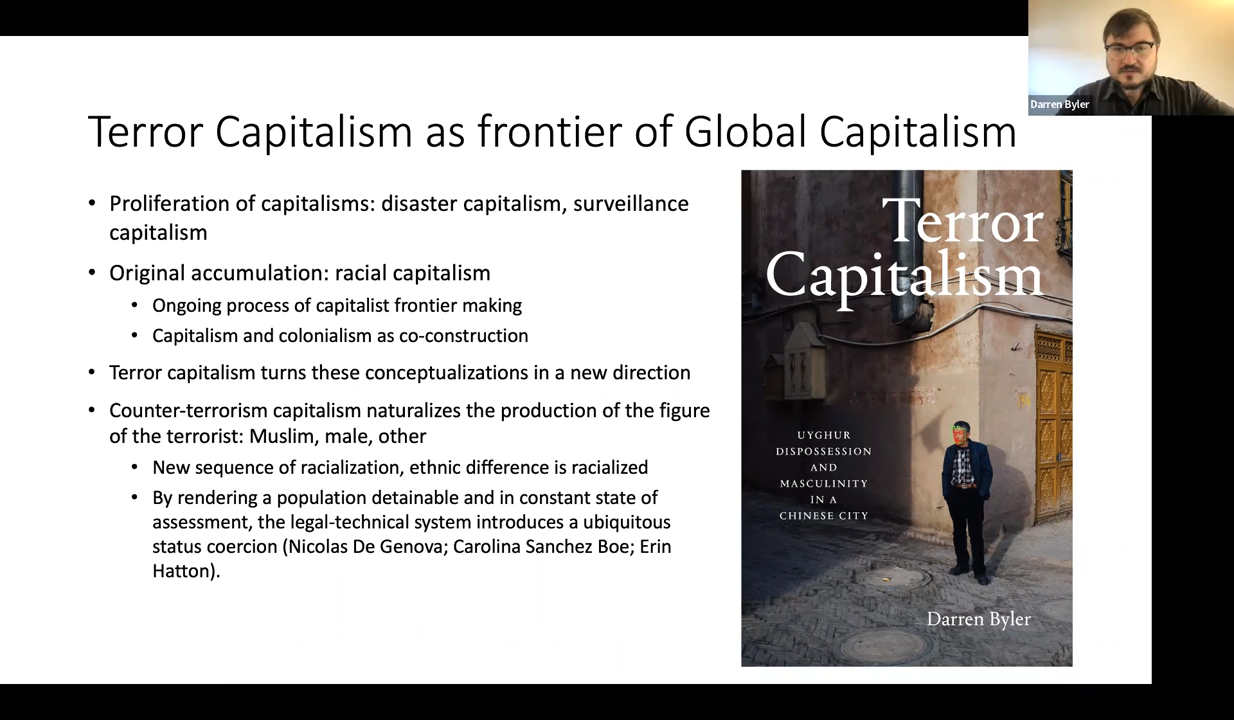 Darren Byler
Terror Capitalism as frontier of Global Capitalism
• Proliferation of capitalisms: disaster capitalism, surveillance
capitalism
• Original accumulation: racial capitalism
• Ongoing process of capitalist frontier making
• Capitalism and colonialism as co-construction
• Terror capitalism turns these conceptualizations in a new direction
• Counter-terrorism capitalism naturalizes the production of the figure
of the terrorist: Muslim, male, other
• New sequence of racialization, ethnic difference is racialized
• By rendering a population detainable and in constant state of
assessment, the legal-technical system introduces a ubiquitous
status coercion (Nicolas De Genova; Carolina Sanchez Boe; Erin
Hatton).
Terror
Capitalism
UYGHUR
DISPOSSESSION
AND
MASCULINITY
IN A
CHINESE CITY
Darren Byler